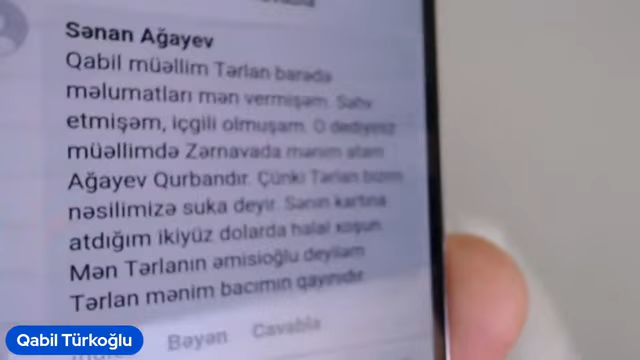 Sənan Ağayev
Qabil müəllim Tərlan barədə
məlumatları mən vermişəm. Səhv
etmişəm, içgili olmuşam. O dediyiniz
müəllimdə Zərnavada mənim atam
Ağayev Qurbandır. Çünki Tərlan bizim
nəsilimizə suka deyir. Sənin kartına
atdığım ikiyüz dolarda halal xoşun
Mən Tərlanın əmisioğlu deyiləm
Tərlan mənim bacımın qayınıdır
Bəyən Cavabla
Qabil Türkoğlu